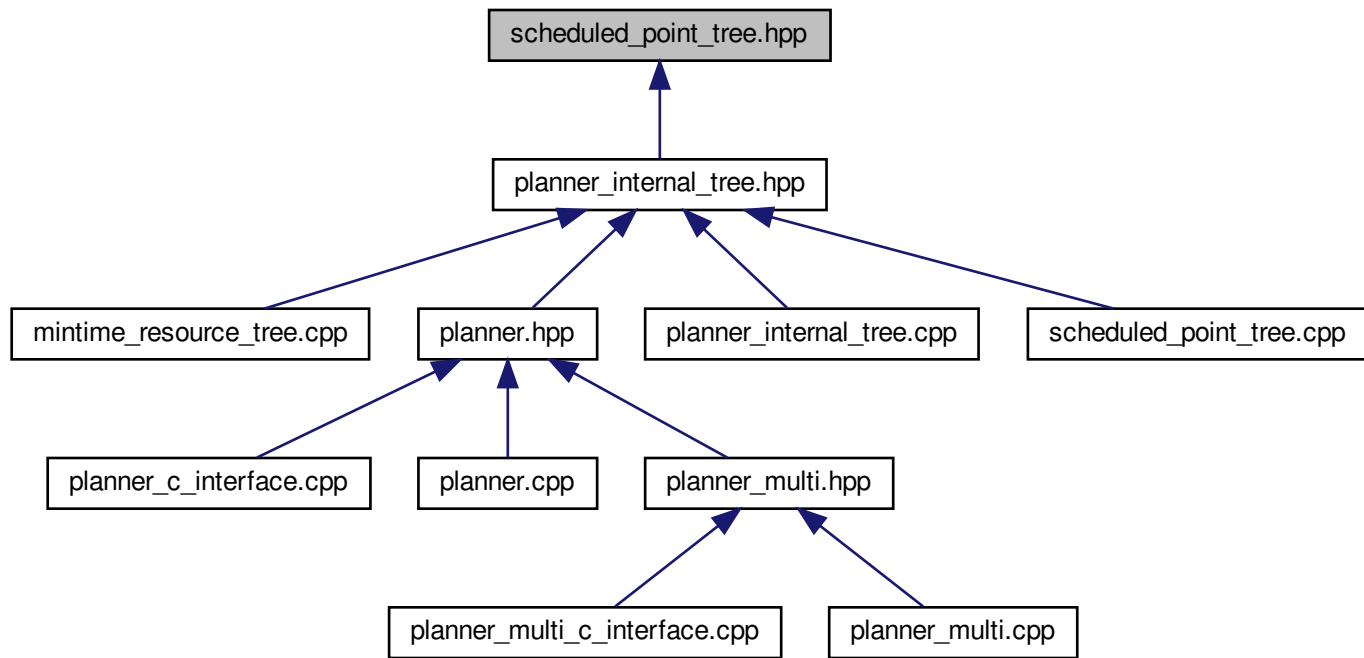 scheduled_point_tree.hpp
planner_internal_tree.hpp
mintime_resource_tree.cpp
planner.hpp
planner_internal_tree.cpp
scheduled_point_tree.cpp
planner_c_interface.cpp
planner.cpp
planner_multi.hpp
planner_multi_c_interface.cpp
planner_multi.cpp